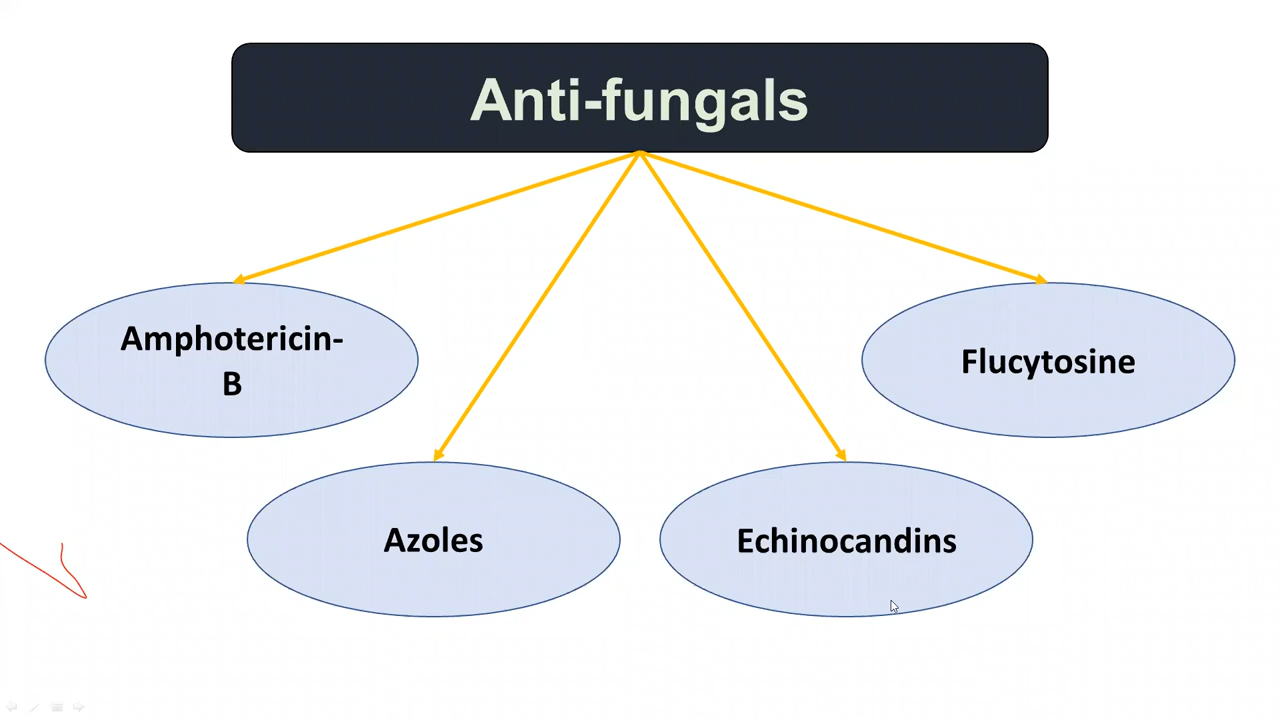 Anti-fungals
Amphotericin-
B
Flucytosine
Azoles
Echinocandins